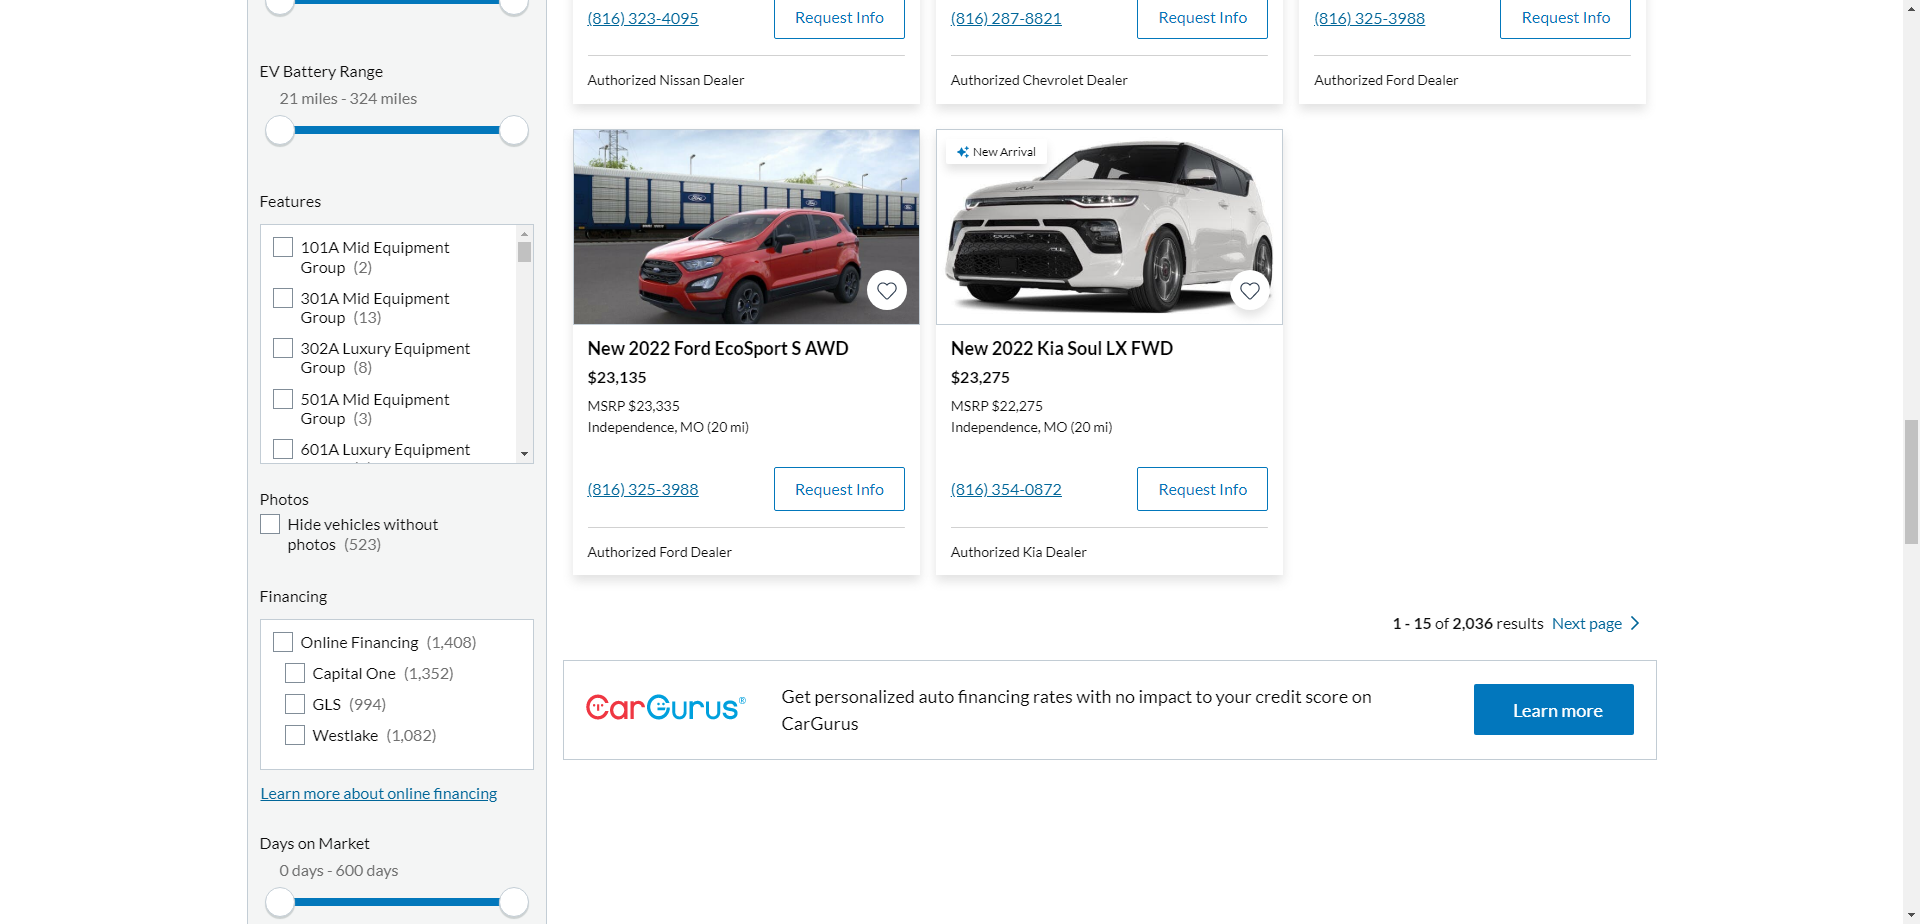 EV Battery Range
21 miles - 324 miles
Features
101A Mid Equipment
Group (2)
301A Mid Equipment
Group (13)
302A Luxury Equipment
Group (8)
501A Mid Equipment
Group (3)
601A Luxury Equipment
Photos
Hide vehicles without
photos (523)
Financing
Online Financing (1,408)
Capital One (1,352)
GLS (994)
Westlake (1,082)
Learn more about online financing
Days on Market
0 days - 600 days
(816) 323-4095
Request Info
Authorized Nissan Dealer
(816) 287-8821
Request Info
Authorized Chevrolet Dealer
(816) 325-3988
Request Info
Authorized Ford Dealer
New 2022 Ford EcoSport S AWD
$23,135
MSRP $23,335
Independence, MO (20 mi)
(816) 325-3988
Request Info
Authorized Ford Dealer
New Arrival
New 2022 Kia Soul LX FWD
$23,275
MSRP $22,275
Independence, MO (20 mi)
(816) 354-0872
Request Info
Authorized Kia Dealer
1 - 15 of 2,036 results Next page
CarGurus®
Get personalized auto financing rates with no impact to your credit score on
CarGurus
Learn more